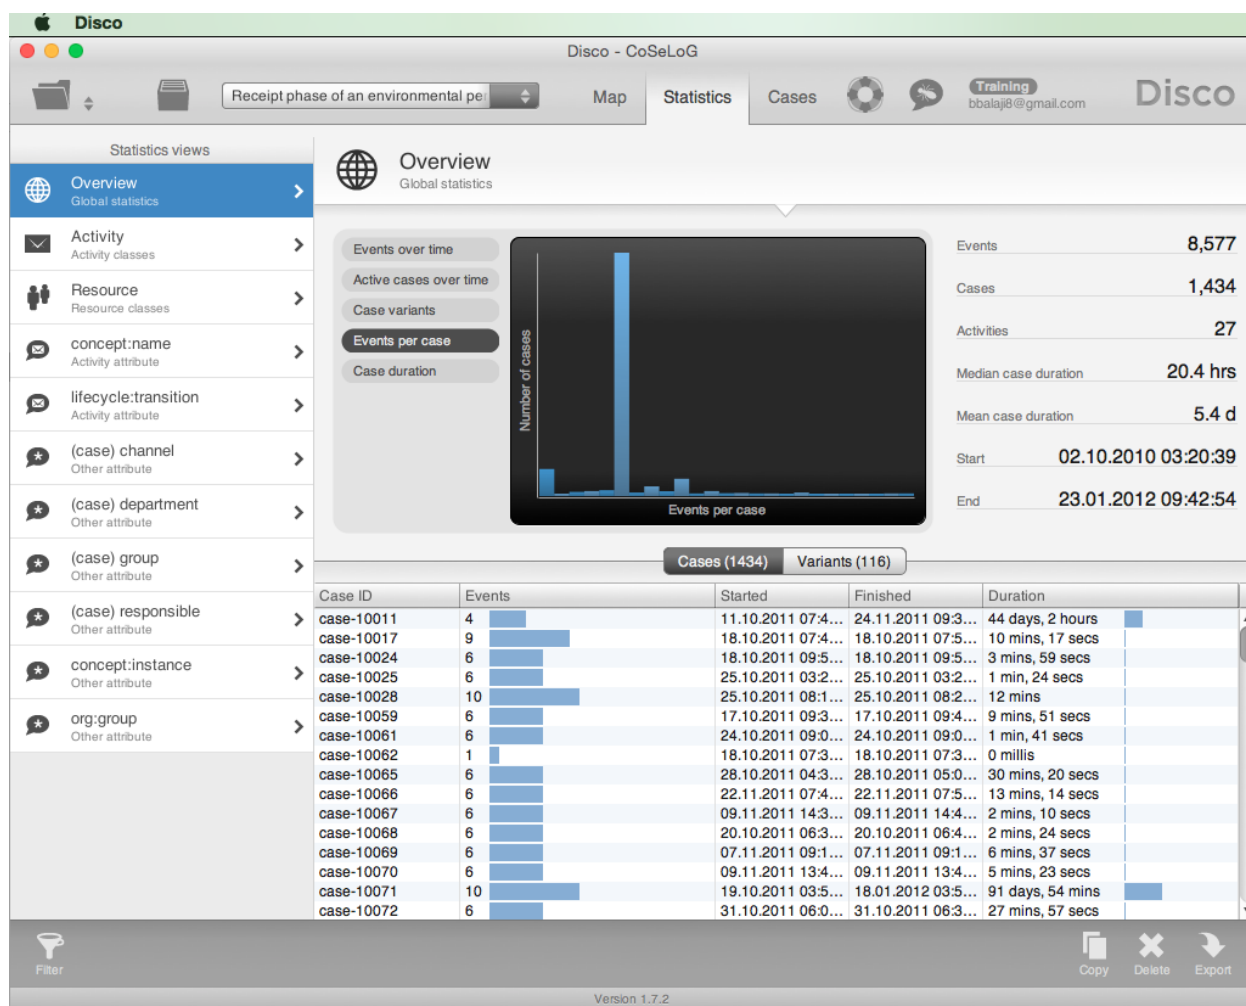 Disco
Disco - CoSeLoG
Receipt phase of an environmental per
Map
Statistics
Cases
Training
bbalaji8@gmail.com
Disco
Statistics views
Overview
Global statistics
Activity
Activity classes
Resource
Resource classes
concept:name
Activity attribute
lifecycle:transition
Activity attribute
(case) channel
Other attribute
(case) department
Other attribute
(case) group
Other attribute
(case) responsible
Other attribute
concept:instance
Other attribute
org:group
Other attribute
Overview
Global statistics
Events over time
Active cases over time
Case variants
Events per case
Case duration
Number of cases
Events per case
Events 8,577
Cases 1,434
Activities 27
Median case duration 20.4 hrs
Mean case duration 5.4 d
Start 02.10.2010 03:20:39
End 23.01.2012 09:42:54
Cases (1434) Variants (116)
Case ID Events Started Finished Duration
case-10011 4 11.10.2011 07:4... 24.11.2011 09:3... 44 days, 2 hours
case-10017 9 18.10.2011 07:4... 18.10.2011 07:5... 10 mins, 17 secs
case-10024 6 18.10.2011 09:5... 18.10.2011 09:5... 3 mins, 59 secs
case-10025 6 25.10.2011 03:2... 25.10.2011 03:2... 1 min, 24 secs
case-10028 10 25.10.2011 08:1... 25.10.2011 08:2... 12 mins
case-10059 6 17.10.2011 09:3... 17.10.2011 09:4... 9 mins, 51 secs
case-10061 6 24.10.2011 09:0... 24.10.2011 09:0... 1 min, 41 secs
case-10062 1 18.10.2011 07:3... 18.10.2011 07:3... 0 millis
case-10065 6 28.10.2011 04:3... 28.10.2011 05:0... 30 mins, 20 secs
case-10066 6 22.11.2011 07:4... 22.11.2011 07:5... 13 mins, 14 secs
case-10067 6 09.11.2011 14:3... 09.11.2011 14:4... 2 mins, 10 secs
case-10068 6 20.10.2011 06:3... 20.10.2011 06:4... 2 mins, 24 secs
case-10069 6 07.11.2011 09:1... 07.11.2011 09:1... 6 mins, 37 secs
case-10070 6 09.11.2011 13:4... 09.11.2011 13:4... 5 mins, 23 secs
case-10071 10 19.10.2011 03:5... 18.01.2012 03:5... 91 days, 54 mins
case-10072 6 31.10.2011 06:0... 31.10.2011 06:3... 27 mins, 57 secs
Filter
Copy
Delete
Export
Version 1.7.2